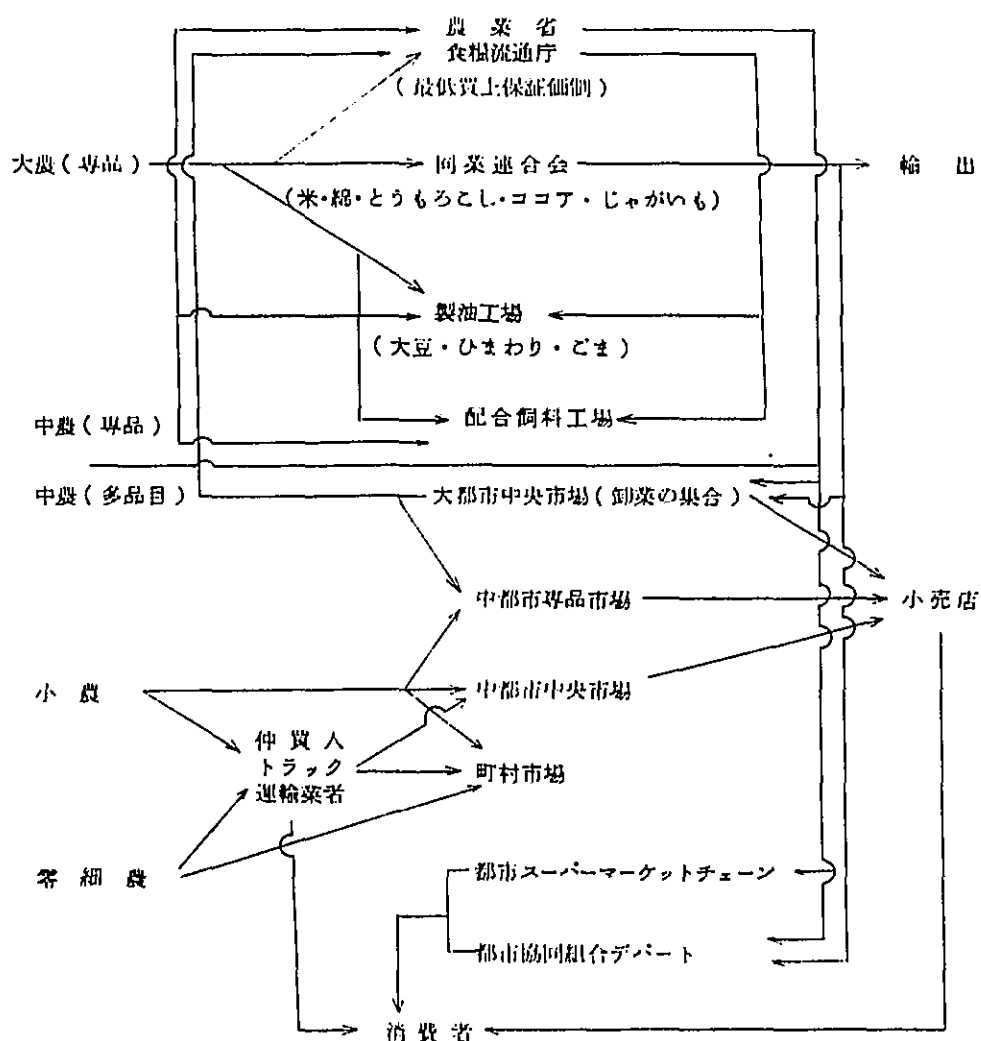 農業省
食糧流通庁
(最低買上保証価価)
大農(専品)
同業連合会
輸出
(米・綿・とうもろこし・ココア・じゃがいも)
製油工場
(大豆・ひまわり・ごま)
配合飼料工場
中農(専品)
中農(多品目)
大都市中央市場(卸業の集合)
中都市専品市場
小売店
小農
中都市中央市場
仲買人
トラック
運輸業者
町村市場
零細農
都市スーパーマーケットチェーン
都市協同組合デパート
消費者